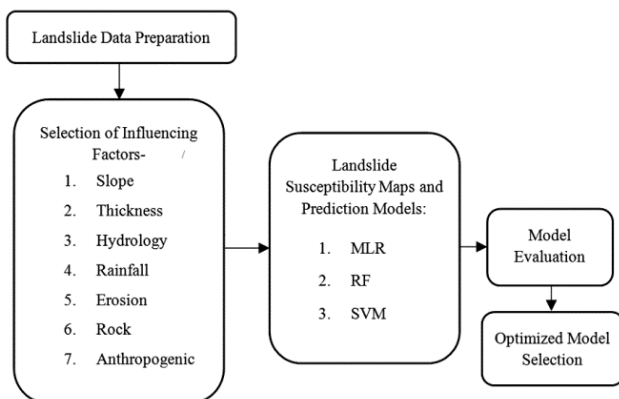 Landslide Data Preparation
Selection of Influencing
Factors- /
1. Slope
2. Thickness
3. Hydrology
4. Rainfall
5. Erosion
6. Rock
7. Anthropogenic
Landslide
Susceptibility Maps and
Prediction Models:
1. MLR
2. RF
3. SVM
Model
Evaluation
Optimized Model
Selection